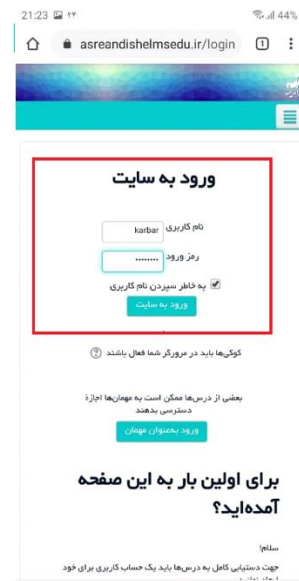 21:23 ۲۴ 44%
asreandishelmsedu.ir/login 1
ورود به سایت
نام کاربری karbar
رمز ورود ........
به خاطر سپردن نام کاربری
ورود به سایت
کوکی‌ها باید در مرورگر شما فعال باشند
بعضی از درس‌ها ممکن است به مهمان‌ها اجازهٔ
دسترسی بدهند
ورود به‌عنوان مهمان
برای اولین بار به این صفحه
آمده‌اید؟
سلام!
جهت دستیابی کامل به درس‌ها باید یک حساب کاربری برای خود